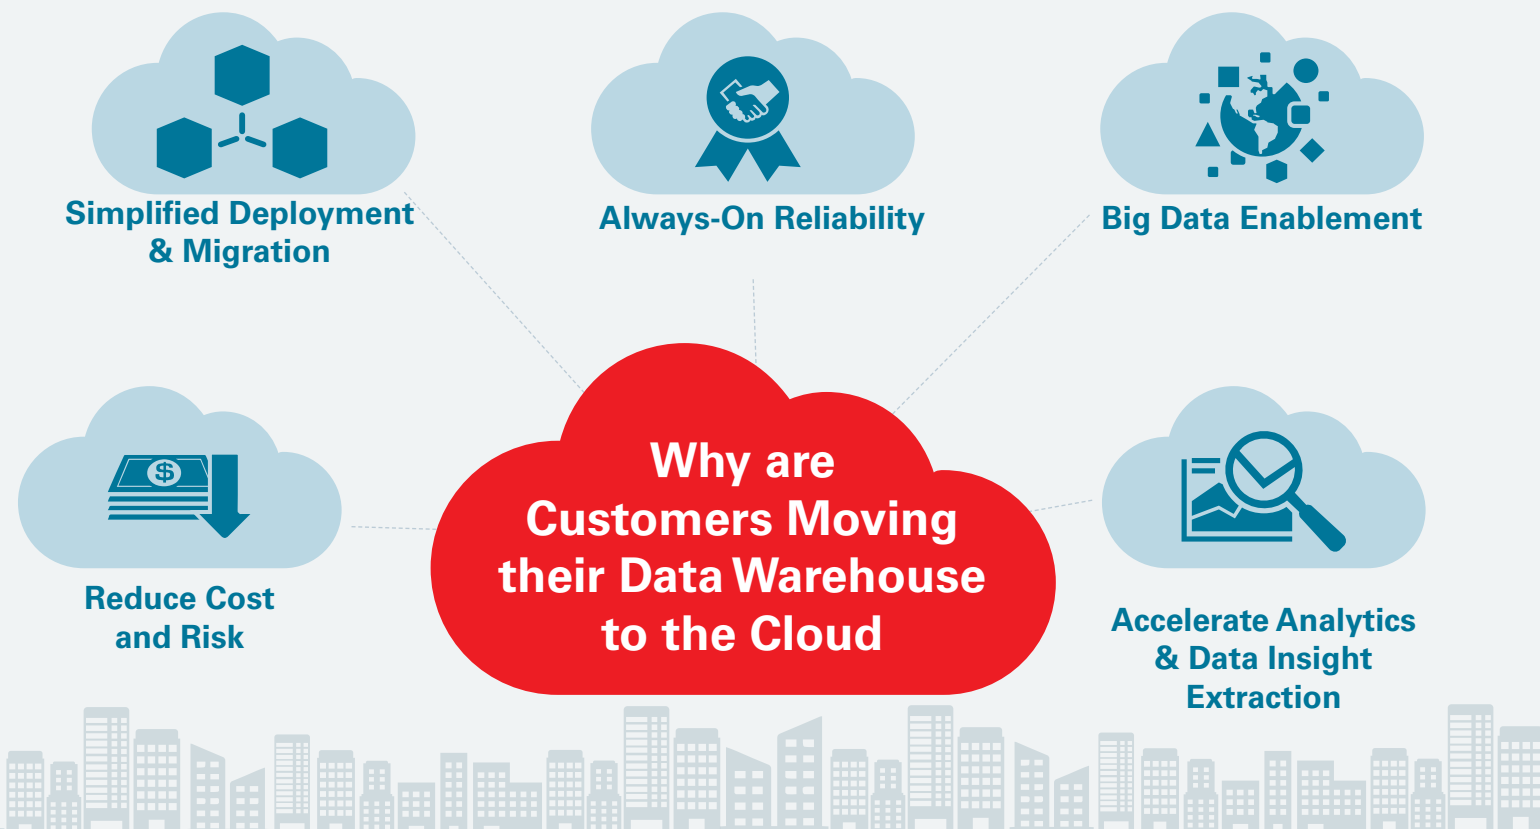 Simplified Deployment
& Migration
Always-On Reliability
Big Data Enablement
$
Why are
Customers Moving
their Data Warehouse
to the Cloud
Reduce Cost
and Risk
Accelerate Analytics
& Data Insight
Extraction